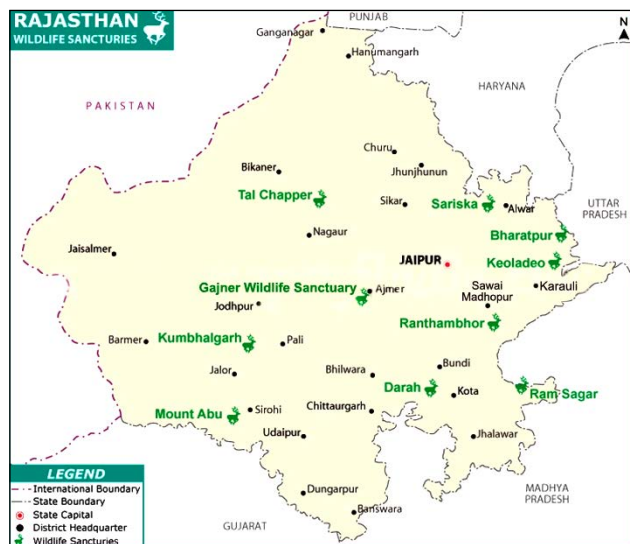 RAJASTHAN
WILDLIFE SANCTURIES
PUNJAB
N
Ganganagar
Hanumangarh
HARYANA
PAKISTAN
Churu
Jhunjhunun
Bikaner
Tal Chapper
Sikar
Sariska
Alwar
UTTAR
PRADESH
Nagaur
Bharatpur
Jaisalmer
JAIPUR
Keoladeo
Gajner Wildlife Sanctuary
Ajmer
Sawai
Madhopur
Karauli
Jodhpur
Ranthambhor
Barmer
Kumbhalgarh
Pali
Jalor
Bhilwara
Bundi
Darah
Kota
Ram Sagar
Mount Abu
Sirohi
Chittaurgarh
Udaipur
Jhalawar
LEGEND
International Boundary
State Boundary
State Capital
District Headquarter
Wildlife Sancturies
Dungarpur
Banswara
GUJARAT
MADHYA
PRADESH